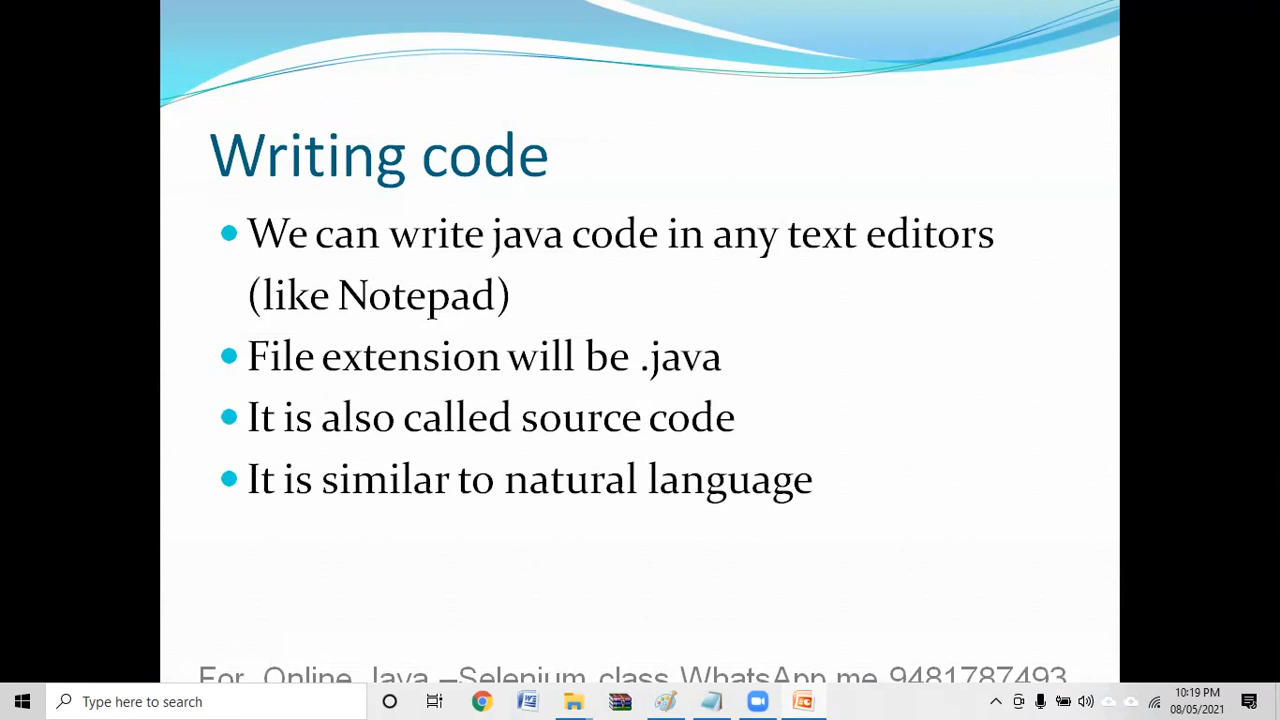 Writing code
We can write java code in any text editors
(like Notepad)
File extension will be .java
It is also called source code
It is similar to natural language
For Online Java –Selenium class WhatsApp me 9481787493
Type here to search
10:19 PM
08/05/2021